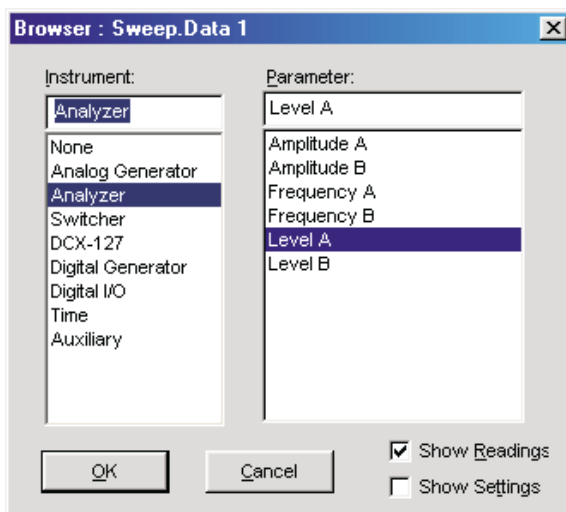 Browser : Sweep.Data 1
Instrument:
Analyzer
None
Analog Generator
Analyzer
Switcher
DCX-127
Digital Generator
Digital I/O
Time
Auxiliary
Parameter:
Level A
Amplitude A
Amplitude B
Frequency A
Frequency B
Level A
Level B
OK
Cancel
Show Readings
Show Settings